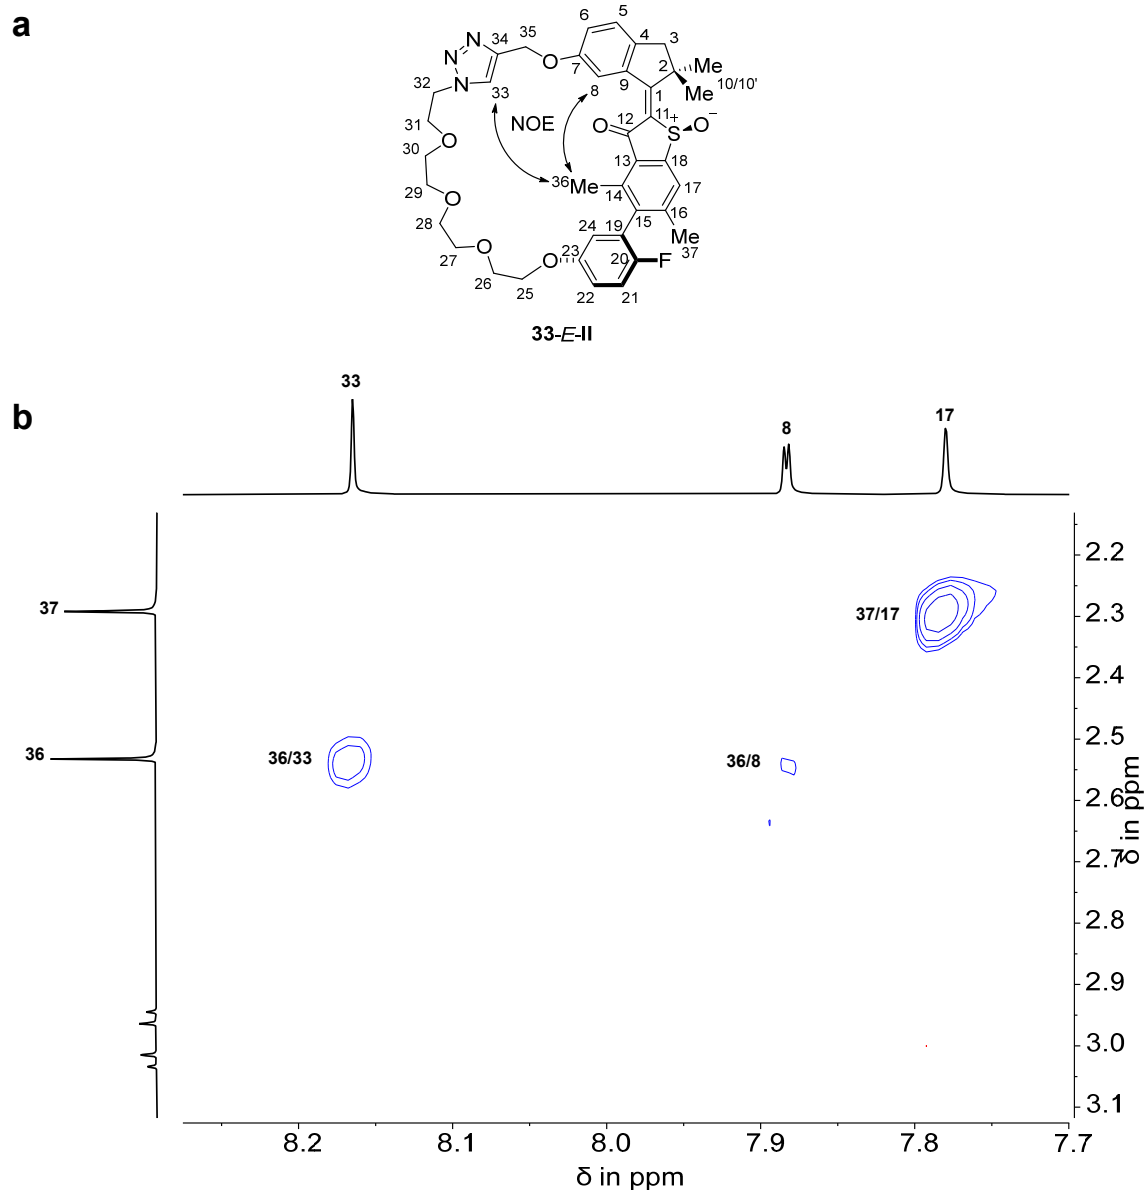 a
6 5
N N 34 35 4 3
N O 7 2 Me
32 N 33 8 9 Me 10/10'
1
31 O NOE O 12 11 S+ O−
30 13 18
36 Me 14 17
29 O 15 16
28 24 19 Me
O O 23 20 F 37
27 26 25 22 21
33-E-II
b
33
8
17
37
36
37/17
36/33
36/8
2.2
2.3
2.4
2.5
2.6
2.7
2.8
2.9
3.0
3.1
δ in ppm
8.2 8.1 8.0 7.9 7.8 7.7
δ in ppm